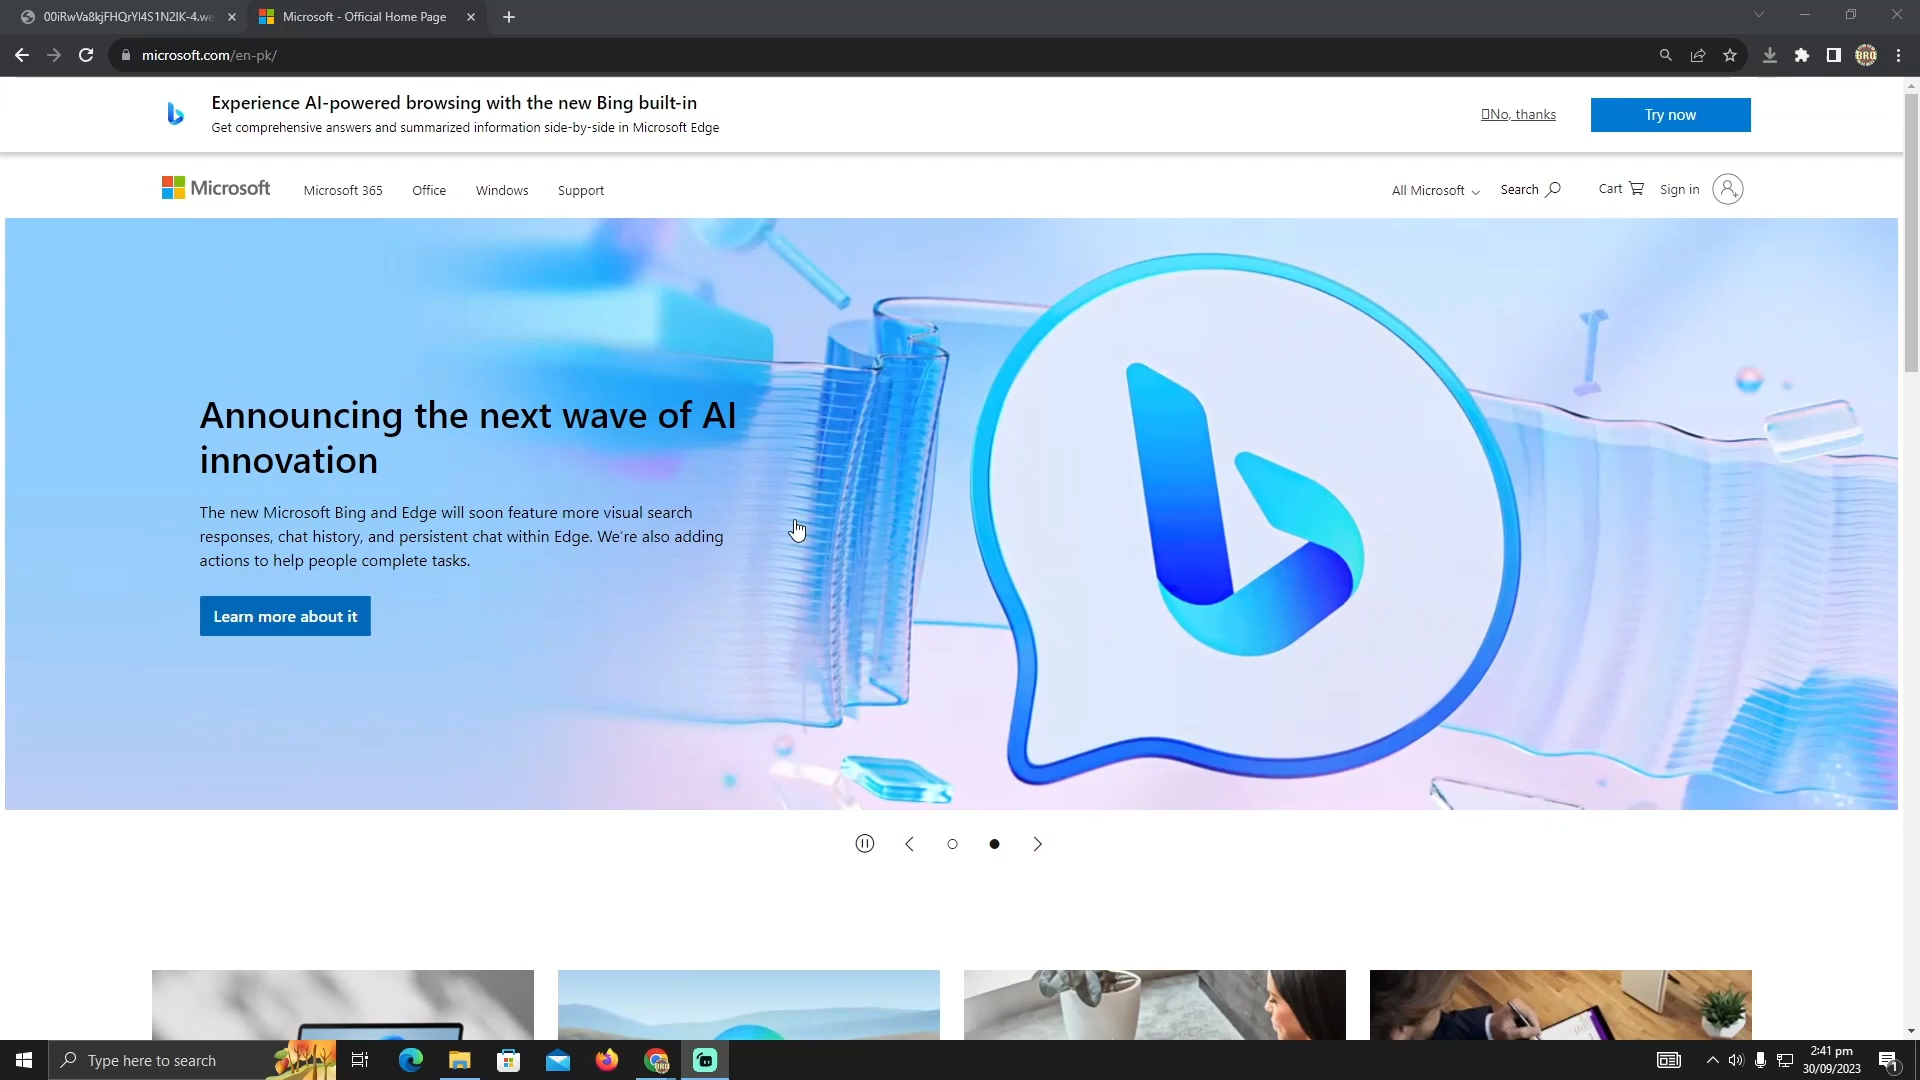 00iRwVa8kjFHQrYl4S1N2IK-4.we
Microsoft - Official Home Page
microsoft.com/en-pk/
BRO
Experience AI-powered browsing with the new Bing built-in
Get comprehensive answers and summarized information side-by-side in Microsoft Edge
No, thanks
Try now
Microsoft
Microsoft 365
Office
Windows
Support
All Microsoft
Search
Cart
Sign in
Announcing the next wave of AI
innovation
The new Microsoft Bing and Edge will soon feature more visual search
responses, chat history, and persistent chat within Edge. We're also adding
actions to help people complete tasks.
Learn more about it
Type here to search
BRO
2:41 pm
30/09/2023
1